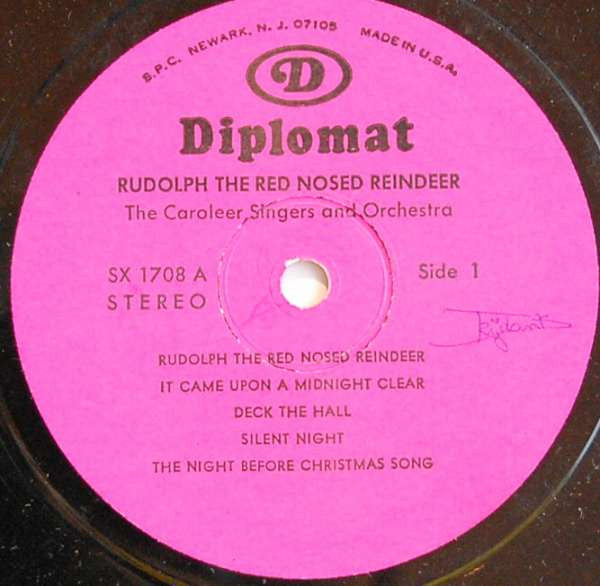 S.P.C. NEWARK, N. J. 07105 MADE IN U.S.A.
D
Diplomat
RUDOLPH THE RED NOSED REINDEER
The Caroleer Singers and Orchestra
SX 1708 A
STEREO
Side 1
RUDOLPH THE RED NOSED REINDEER
IT CAME UPON A MIDNIGHT CLEAR
DECK THE HALL
SILENT NIGHT
THE NIGHT BEFORE CHRISTMAS SONG